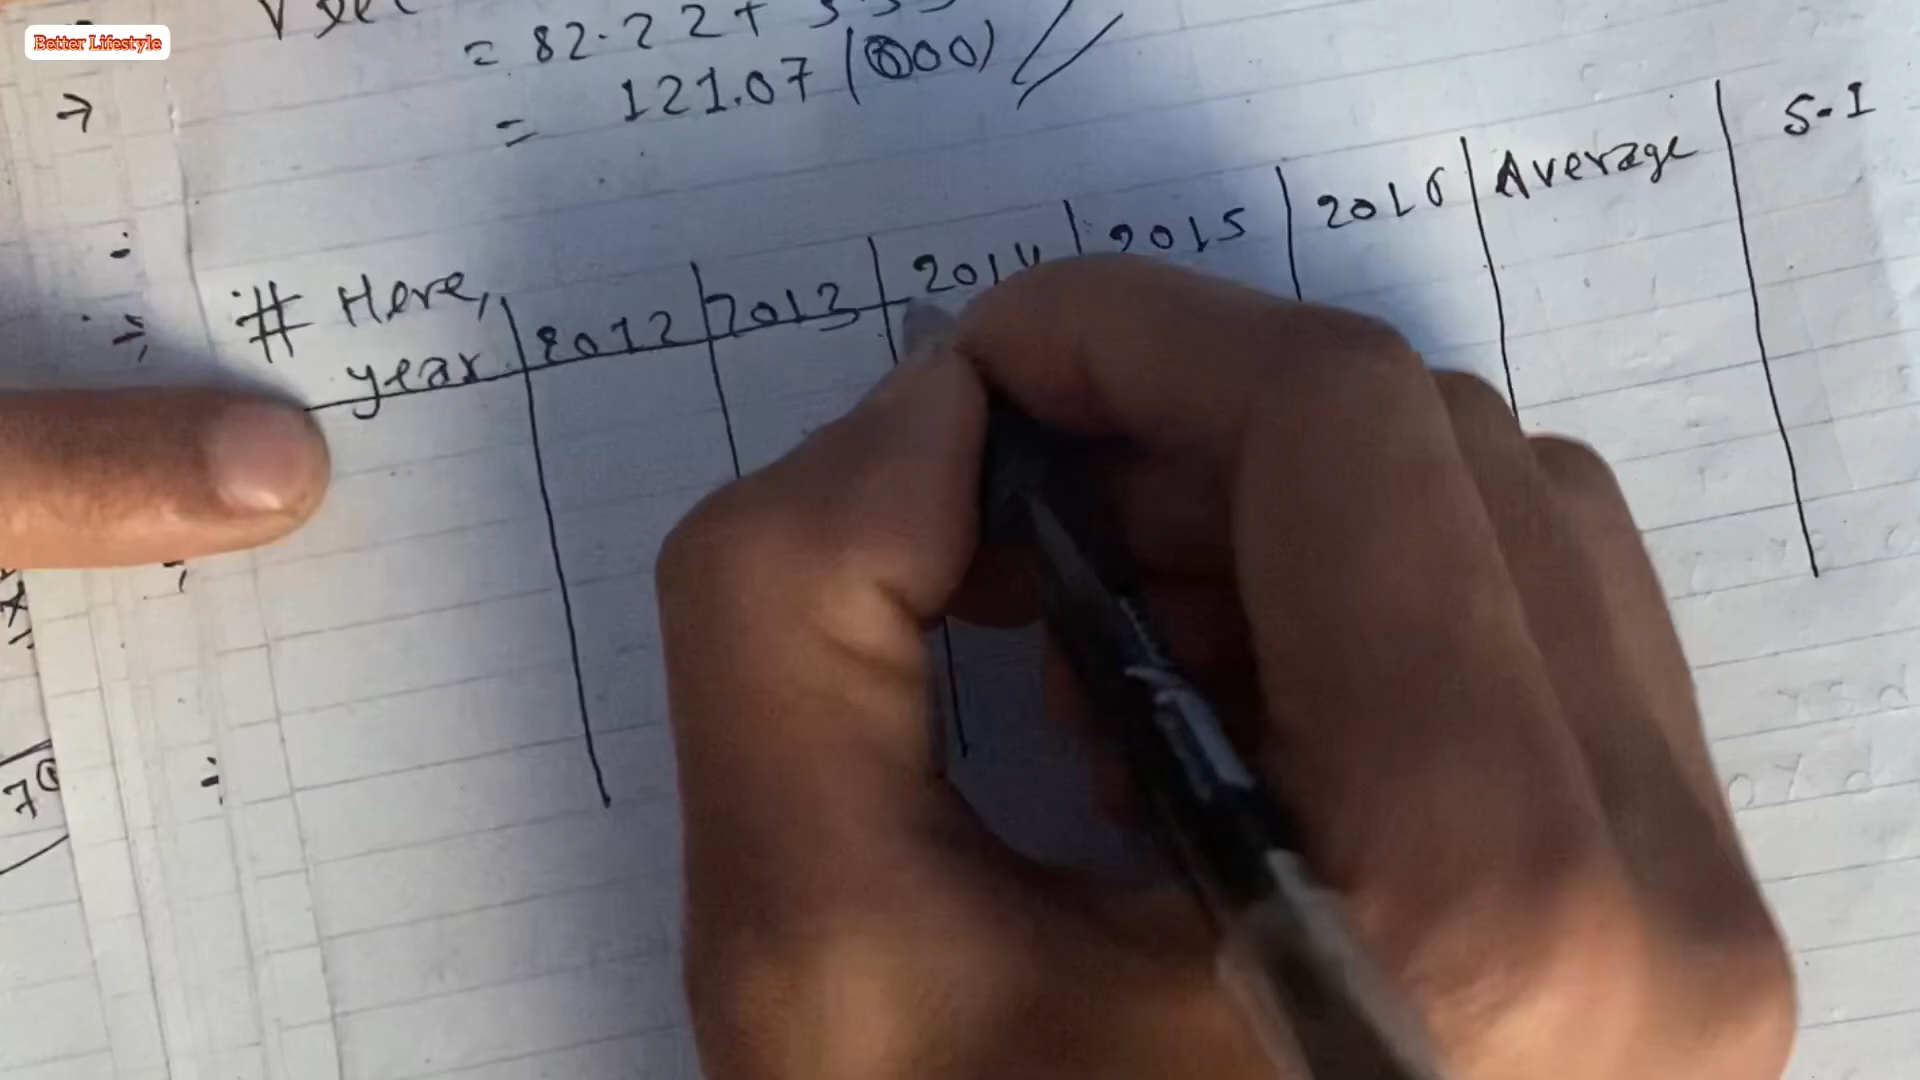 Better Lifestyle
= 82.22 +
= 121.07 (000)
# Here,
year 2012 2013 2014 2015 2016 Average S.I